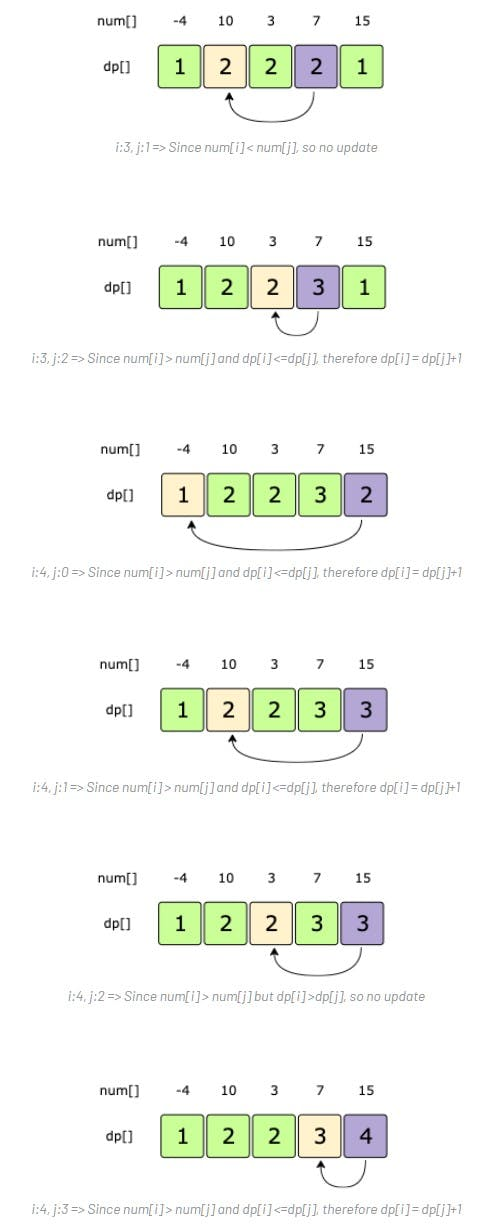 num[] -4 10 3 7 15
dp[] 1 2 2 2 1
i:3, j:1 => Since num[i] < num[j], so no update
num[] -4 10 3 7 15
dp[] 1 2 2 3 1
i:3, j:2 => Since num[i] > num[j] and dp[i] <=dp[j], therefore dp[i] = dp[j]+1
num[] -4 10 3 7 15
dp[] 1 2 2 3 2
i:4, j:0 => Since num[i] > num[j] and dp[i] <=dp[j], therefore dp[i] = dp[j]+1
num[] -4 10 3 7 15
dp[] 1 2 2 3 3
i:4, j:1 => Since num[i] > num[j] and dp[i] <=dp[j], therefore dp[i] = dp[j]+1
num[] -4 10 3 7 15
dp[] 1 2 2 3 3
i:4, j:2 => Since num[i] > num[j] but dp[i] >dp[j], so no update
num[] -4 10 3 7 15
dp[] 1 2 2 3 4
i:4, j:3 => Since num[i] > num[j] and dp[i] <=dp[j], therefore dp[i] = dp[j]+1